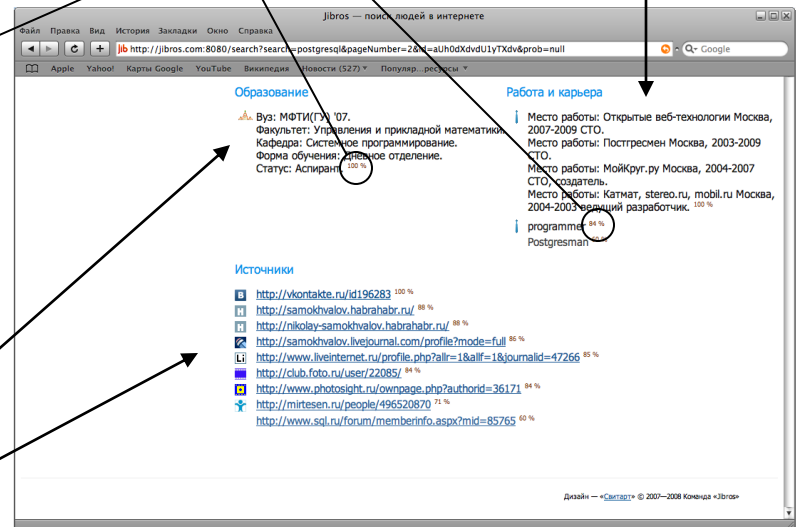 Jibros — поиск людей в интернете
Файл Правка Вид История Закладки Окно Справка
jib http://jibros.com:8080/search?search=postgresql&pageNumber=2&id=aUh0dXdvdU1yTXdv&prob=null
Google
Apple Yahoo! Карты Google YouTube Википедия Новости (527) Популяр...ресурсы
Образование
Вуз: МФТИ(ГУ) '07.
Факультет: Управления и прикладной математики.
Кафедра: Системное программирование.
Форма обучения: Дневное отделение.
Статус: Аспирант. 100 %
Работа и карьера
Место работы: Открытые веб-технологии Москва,
2007-2009 СТО.
Место работы: Постгресмен Москва, 2003-2009
СТО.
Место работы: МойКруг.ру Москва, 2004-2007
СТО, создатель.
Место работы: Катмат, stereo.ru, mobil.ru Москва,
2004-2003 ведущий разработчик. 100 %
programmer 84 %
Postgresman 60 %
Источники
B http://vkontakte.ru/id196283 100 %
H http://samokhvalov.habrahabr.ru/ 88 %
H http://nikolay-samokhvalov.habrahabr.ru/ 88 %
http://samokhvalov.livejournal.com/profile?mode=full 86 %
Li http://www.liveinternet.ru/profile.php?allr=1&allf=1&journalid=47266 85 %
http://club.foto.ru/user/22085/ 84 %
http://www.photosight.ru/ownpage.php?authorid=36171 84 %
http://mirtesen.ru/people/496520870 71 %
http://www.sql.ru/forum/memberinfo.aspx?mid=85765 60 %
Дизайн — «Свитарт» © 2007—2008 Команда «Jibros»